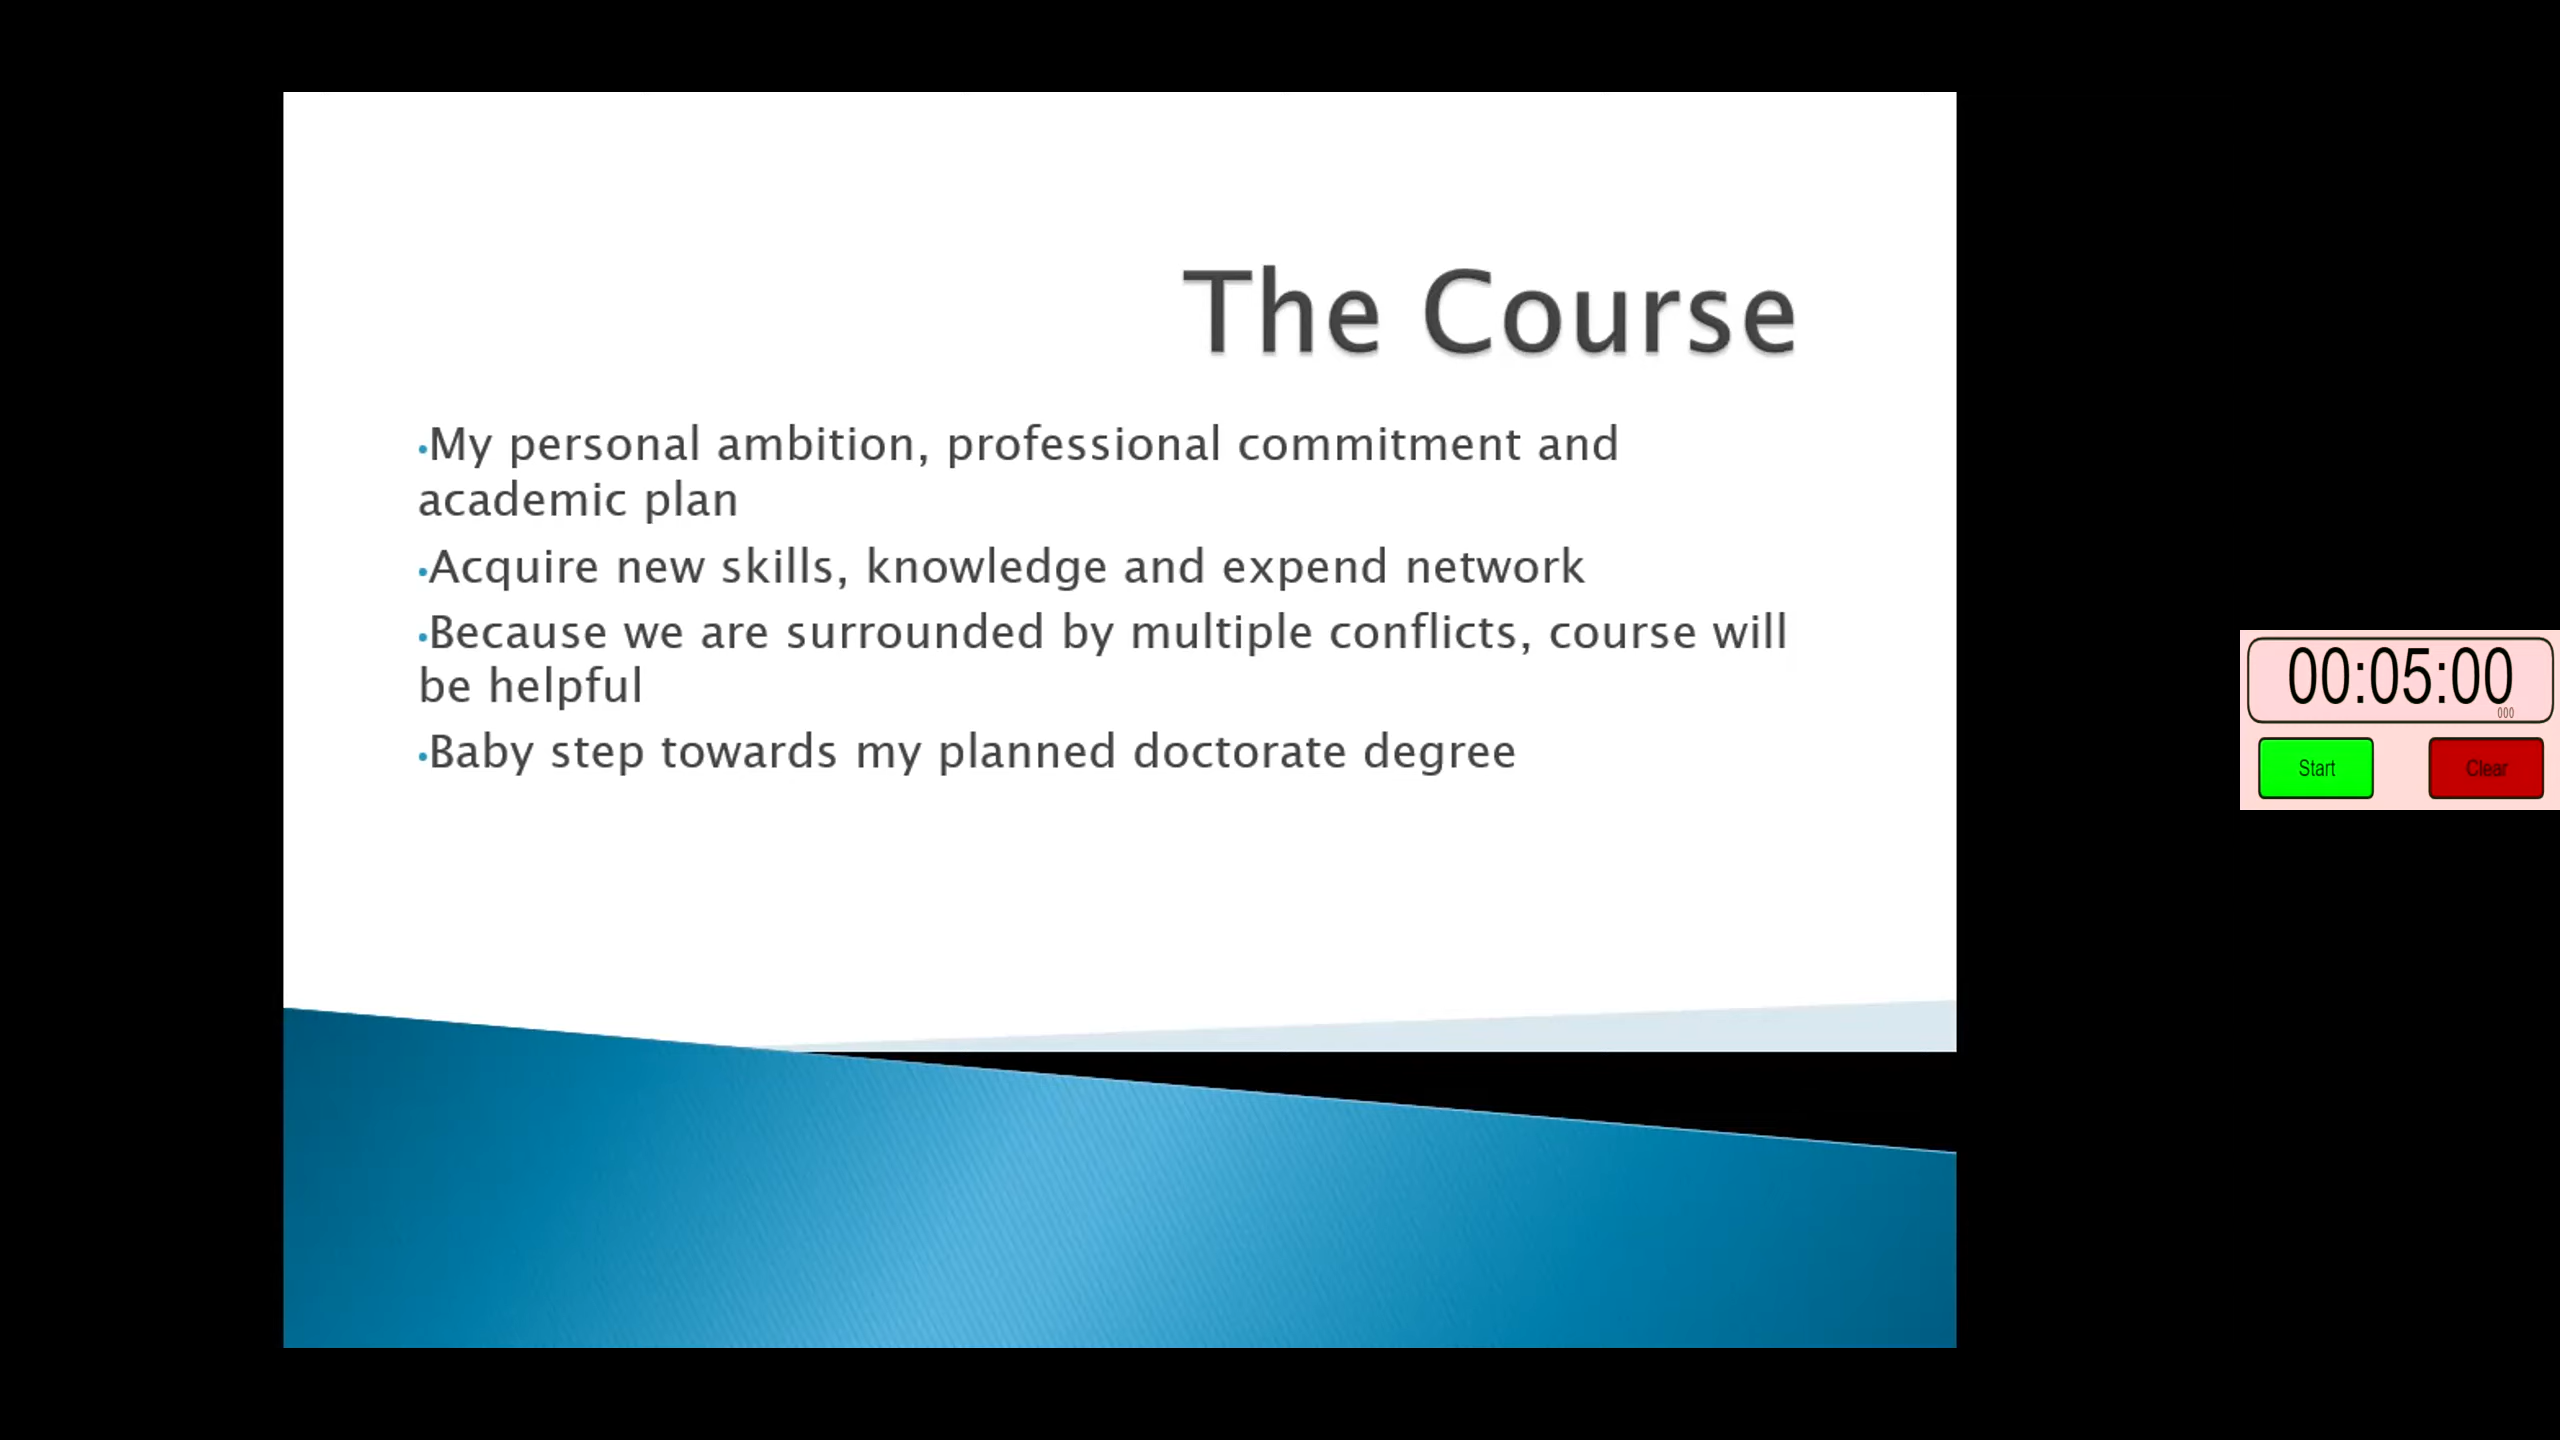 The Course
•My personal ambition, professional commitment and
academic plan
•Acquire new skills, knowledge and expend network
•Because we are surrounded by multiple conflicts, course will
be helpful
•Baby step towards my planned doctorate degree
00:05:00
000
Start
Clear